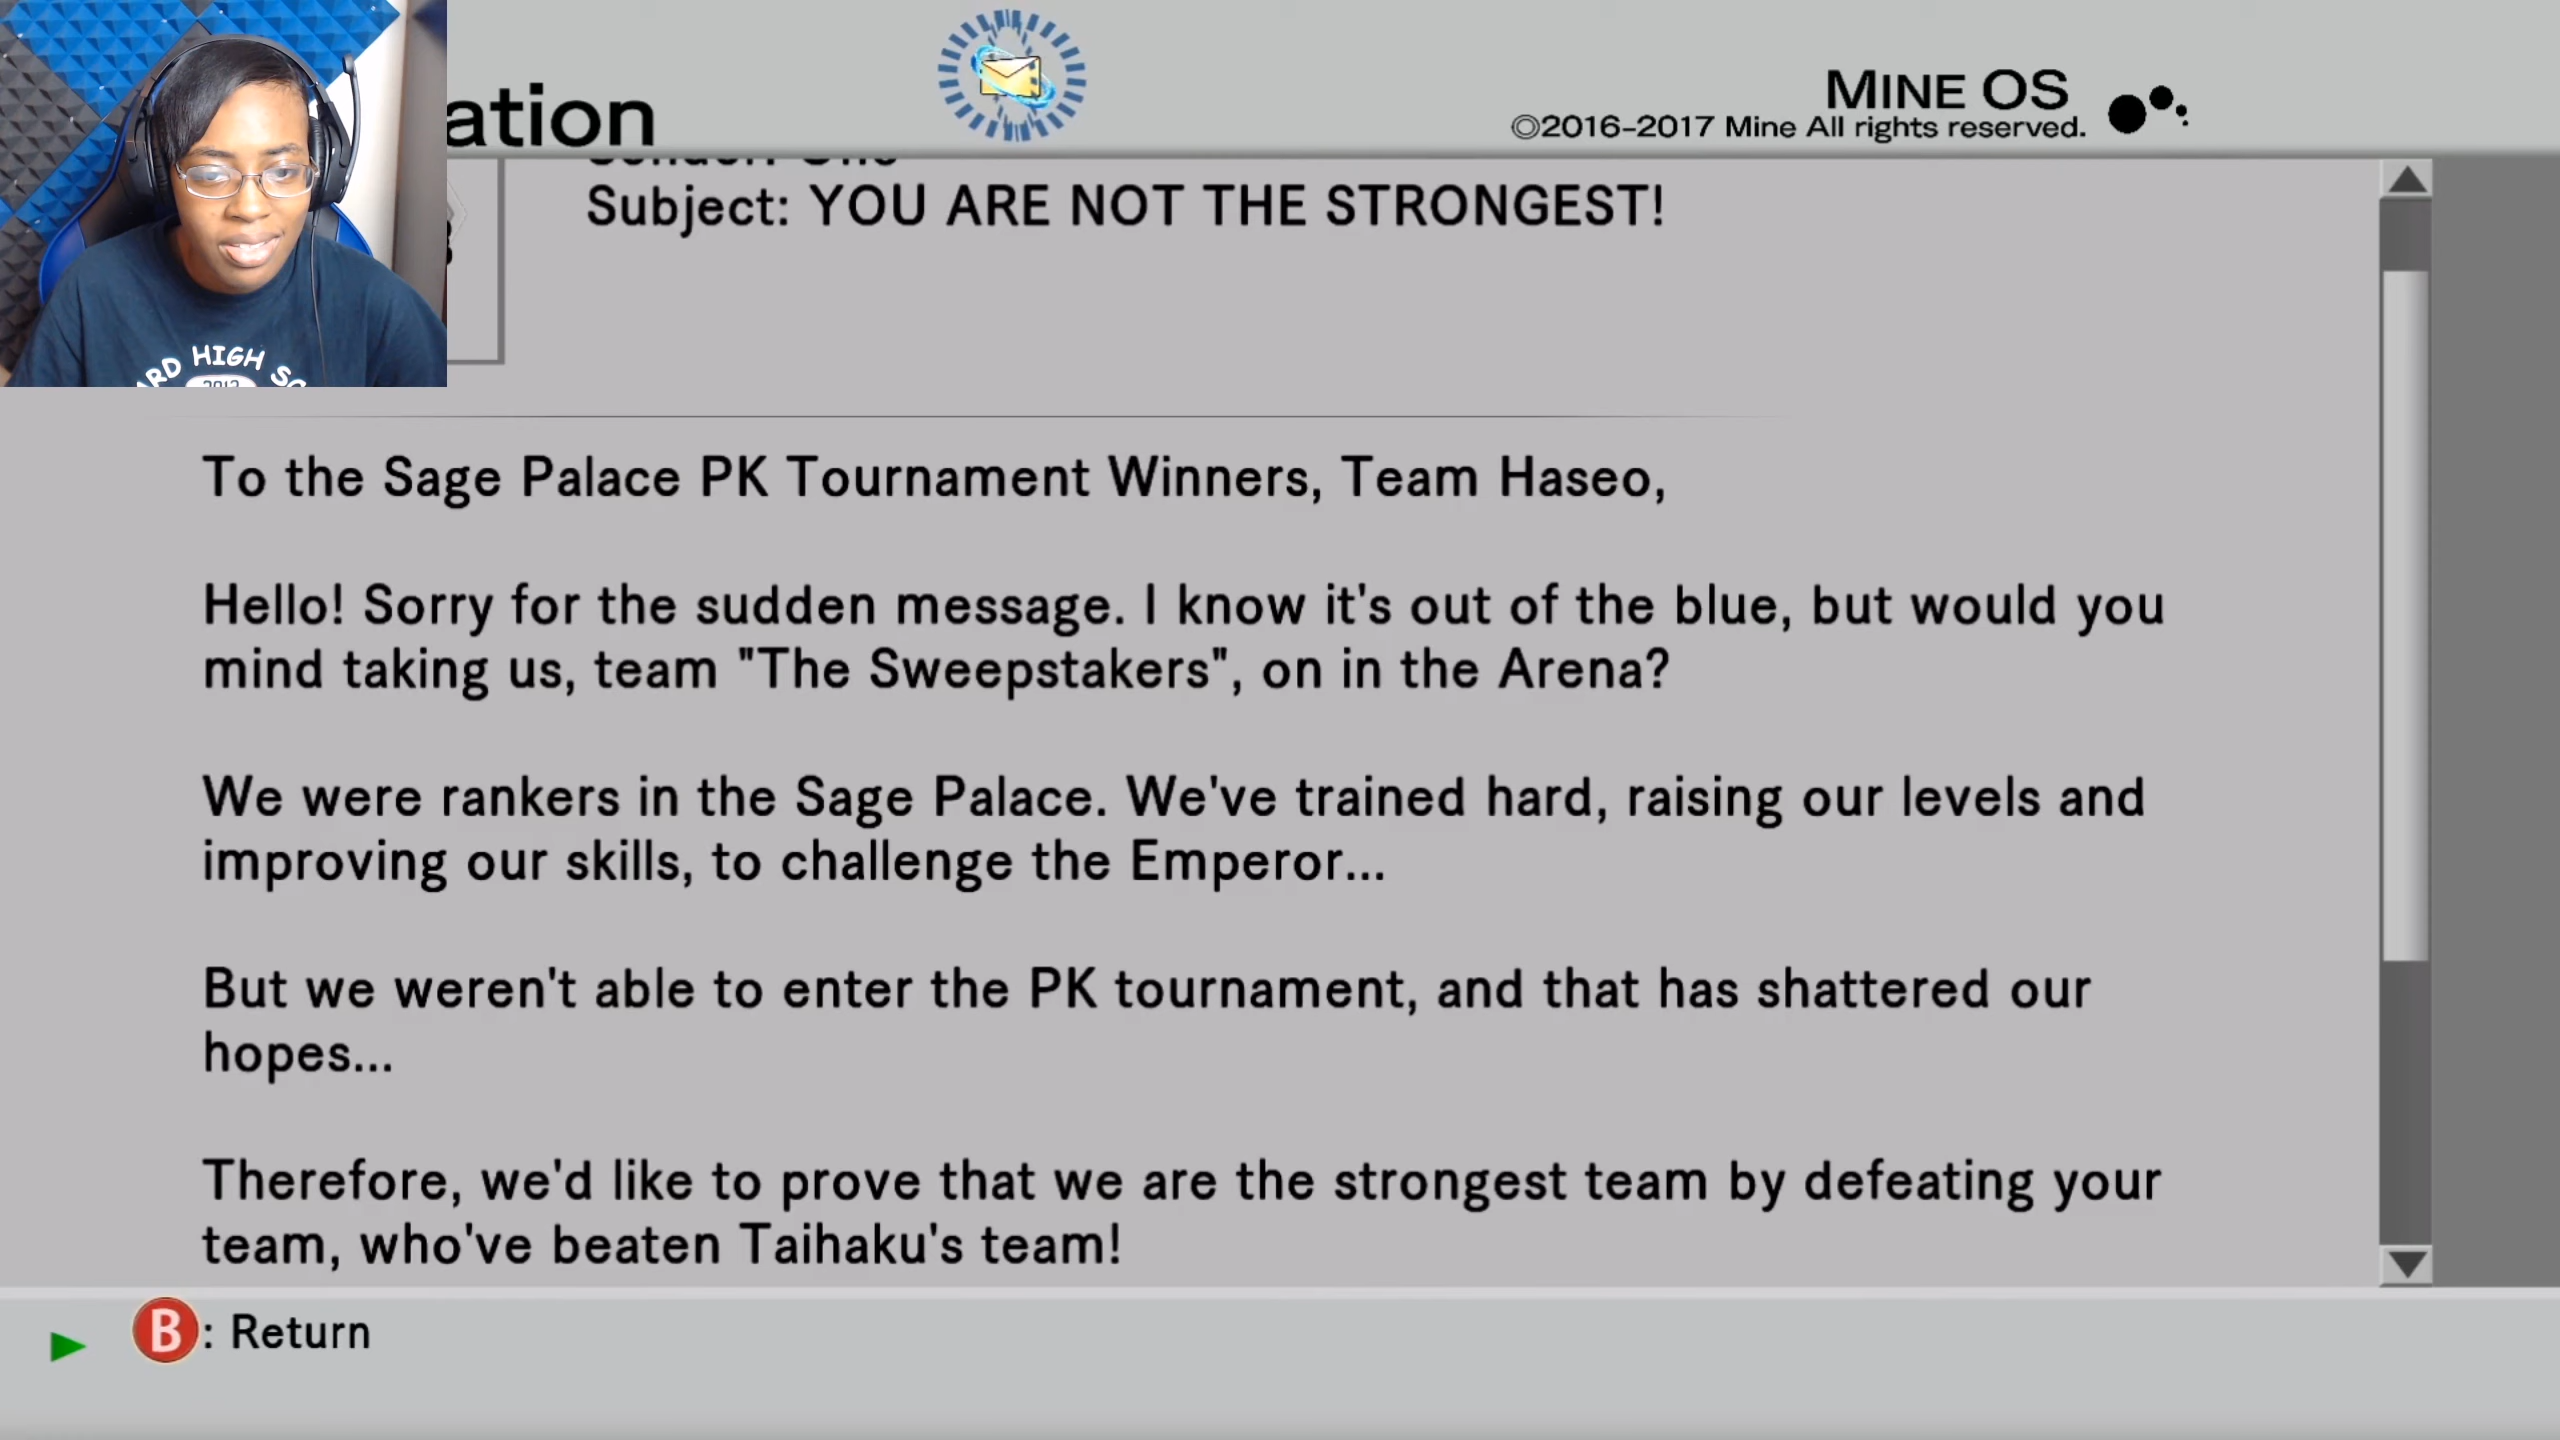 ation
MINE OS
©2016-2017 Mine All rights reserved.
Subject: YOU ARE NOT THE STRONGEST!
HIGH
2012
To the Sage Palace PK Tournament Winners, Team Haseo,
Hello! Sorry for the sudden message. I know it's out of the blue, but would you
mind taking us, team "The Sweepstakers", on in the Arena?
We were rankers in the Sage Palace. We've trained hard, raising our levels and
improving our skills, to challenge the Emperor...
But we weren't able to enter the PK tournament, and that has shattered our
hopes...
Therefore, we'd like to prove that we are the strongest team by defeating your
team, who've beaten Taihaku's team!
B : Return